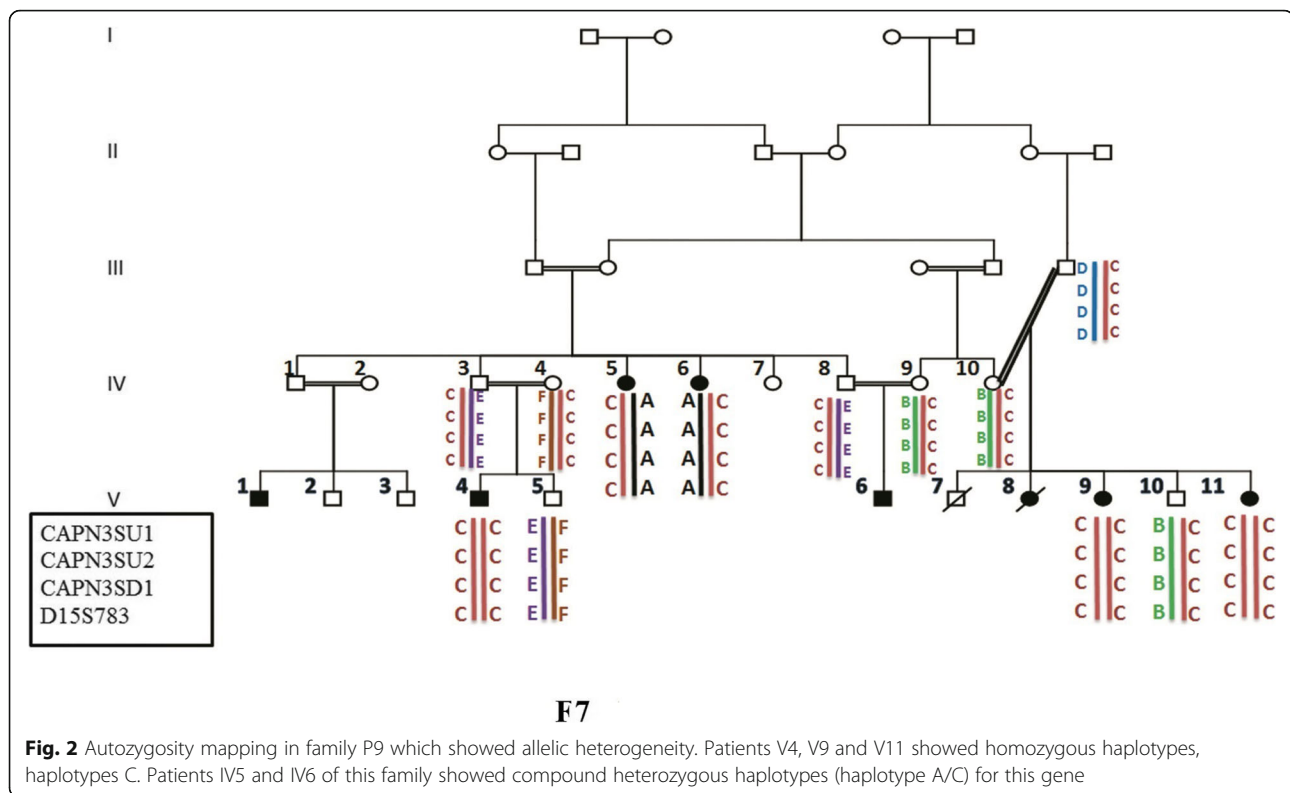 I
II
III
D C
D C
D C
D C
1 2 3 4 5 6 7 8 9 10
IV
C E F C C A A C C E B C B C
C E F C C A A C C E B C B C
C E F C C A A C C E B C B C
C E F C C A A C C E B C B C
1 2 3 4 5 6 7 8 9 10 11
V
C C E F C C B C C C
C C E F C C B C C C
C C E F C C B C C C
C C E F C C B C C C
CAPN3SU1
CAPN3SU2
CAPN3SD1
D15S783
F7
Fig. 2 Autozygosity mapping in family P9 which showed allelic heterogeneity. Patients V4, V9 and V11 showed homozygous haplotypes,
haplotypes C. Patients IV5 and IV6 of this family showed compound heterozygous haplotypes (haplotype A/C) for this gene